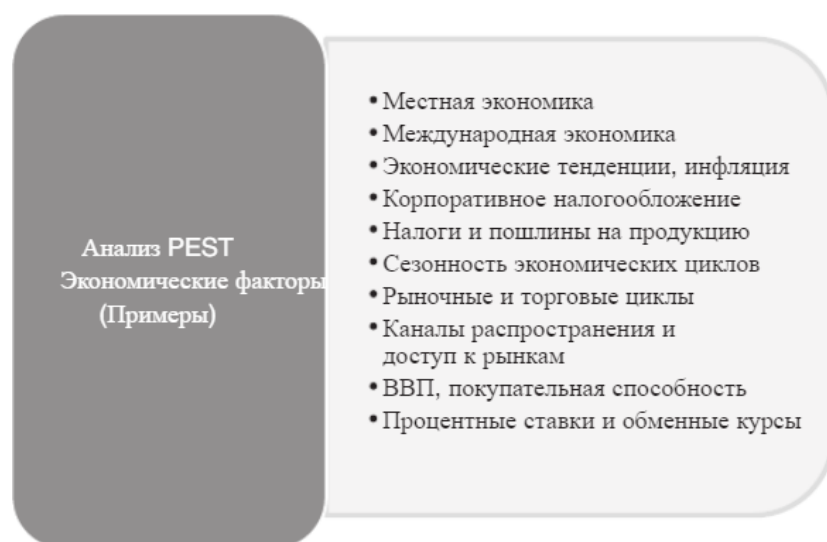 Анализ PEST
Экономические факторы
(Примеры)
• Местная экономика
• Международная экономика
• Экономические тенденции, инфляция
• Корпоративное налогообложение
• Налоги и пошлины на продукцию
• Сезонность экономических циклов
• Рыночные и торговые циклы
• Каналы распространения и
доступ к рынкам
• ВВП, покупательная способность
• Процентные ставки и обменные курсы